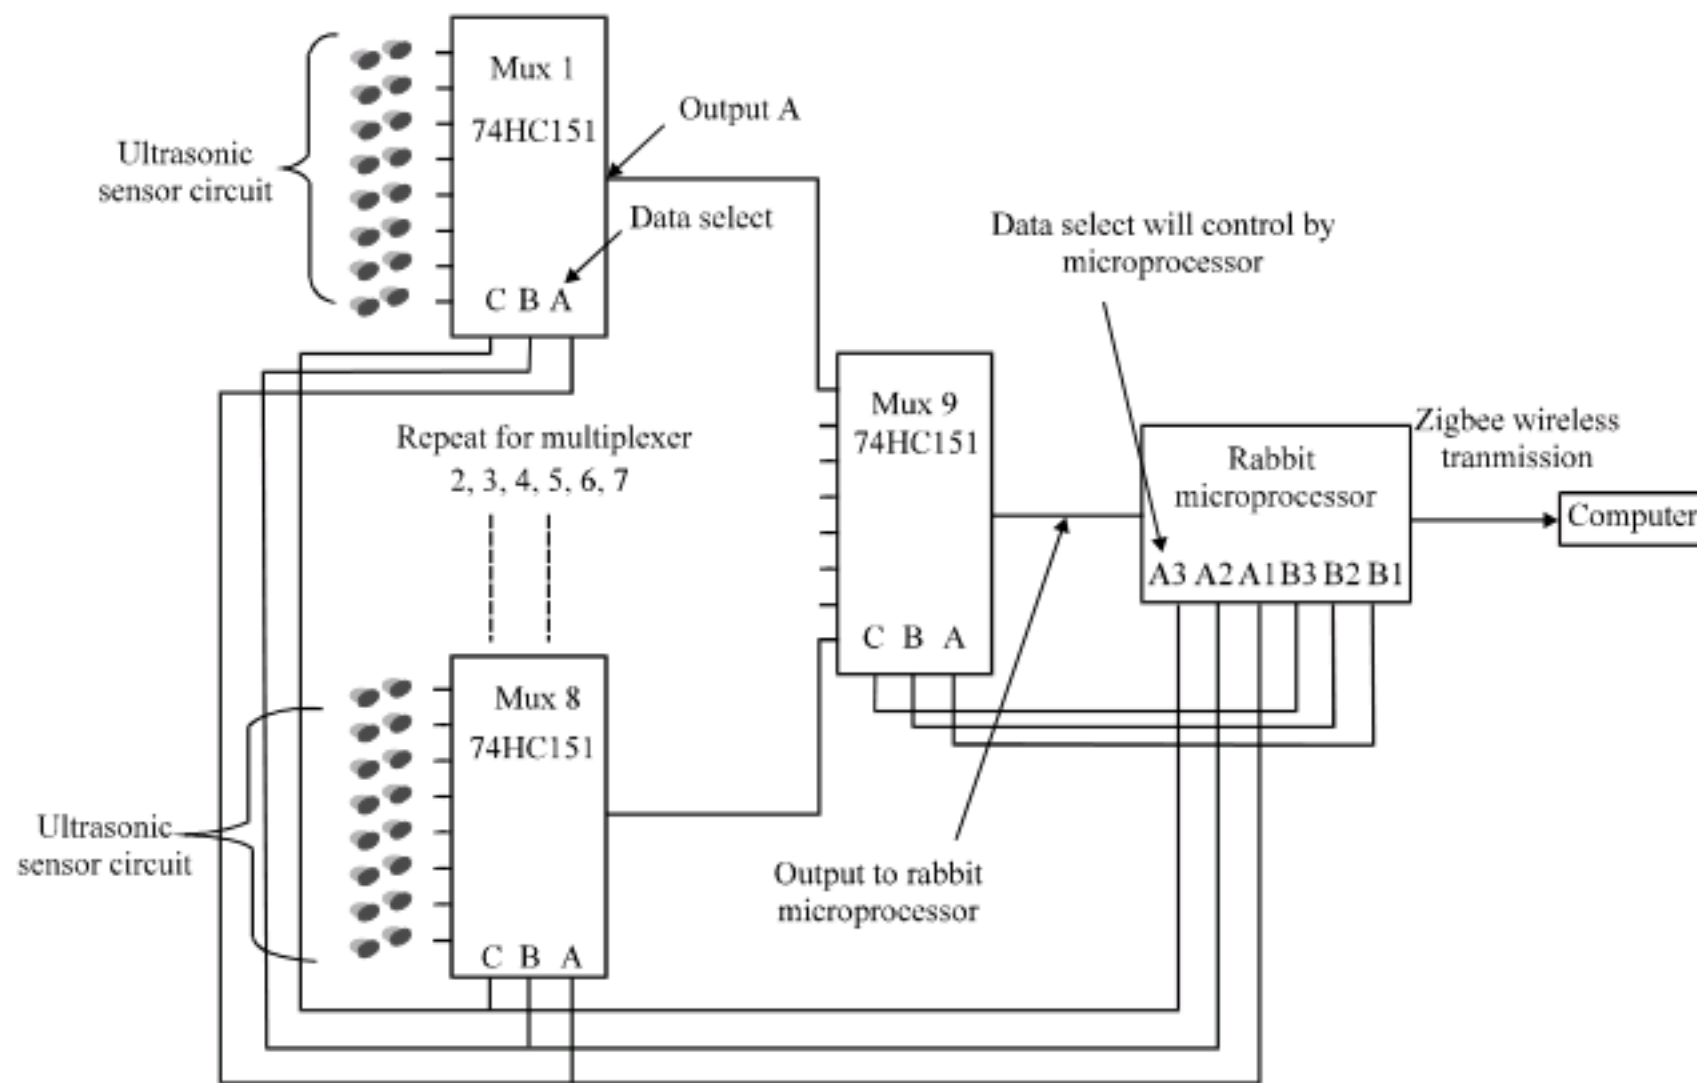 Mux 1
74HC151
Output A
Ultrasonic
sensor circuit
Data select
C B A
Data select will control by
microprocessor
Repeat for multiplexer
2, 3, 4, 5, 6, 7
Mux 9
74HC151
C B A
Rabbit
microprocessor
A3 A2 A1 B3 B2 B1
Zigbee wireless
tranmission
Computer
Mux 8
74HC151
Ultrasonic
sensor circuit
C B A
Output to rabbit
microprocessor